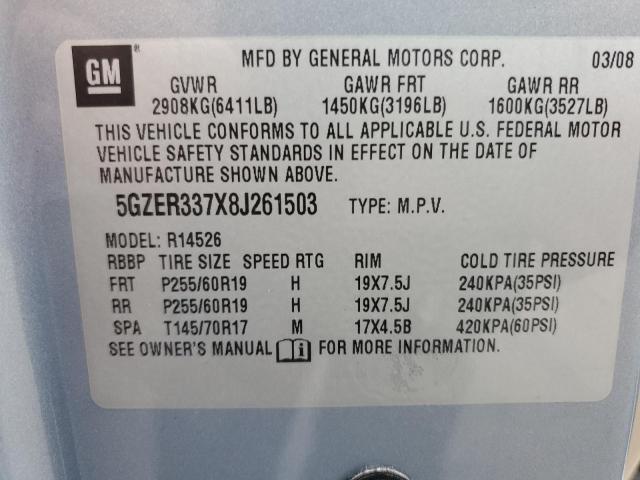 GM ® MFD BY GENERAL MOTORS CORP. 03/08
GVWR GAWR FRT GAWR RR
2908KG(6411LB) 1450KG(3196LB) 1600KG(3527LB)
THIS VEHICLE CONFORMS TO ALL APPLICABLE U.S. FEDERAL MOTOR
VEHICLE SAFETY STANDARDS IN EFFECT ON THE DATE OF
MANUFACTURE SHOWN ABOVE.
5GZER337X8J261503 TYPE: M.P.V.
MODEL: R14526
RBBP TIRE SIZE SPEED RTG RIM COLD TIRE PRESSURE
FRT P255/60R19 H 19X7.5J 240KPA(35PSI)
RR P255/60R19 H 19X7.5J 240KPA(35PSI)
SPA T145/70R17 M 17X4.5B 420KPA(60PSI)
SEE OWNER'S MANUAL i FOR MORE INFORMATION.